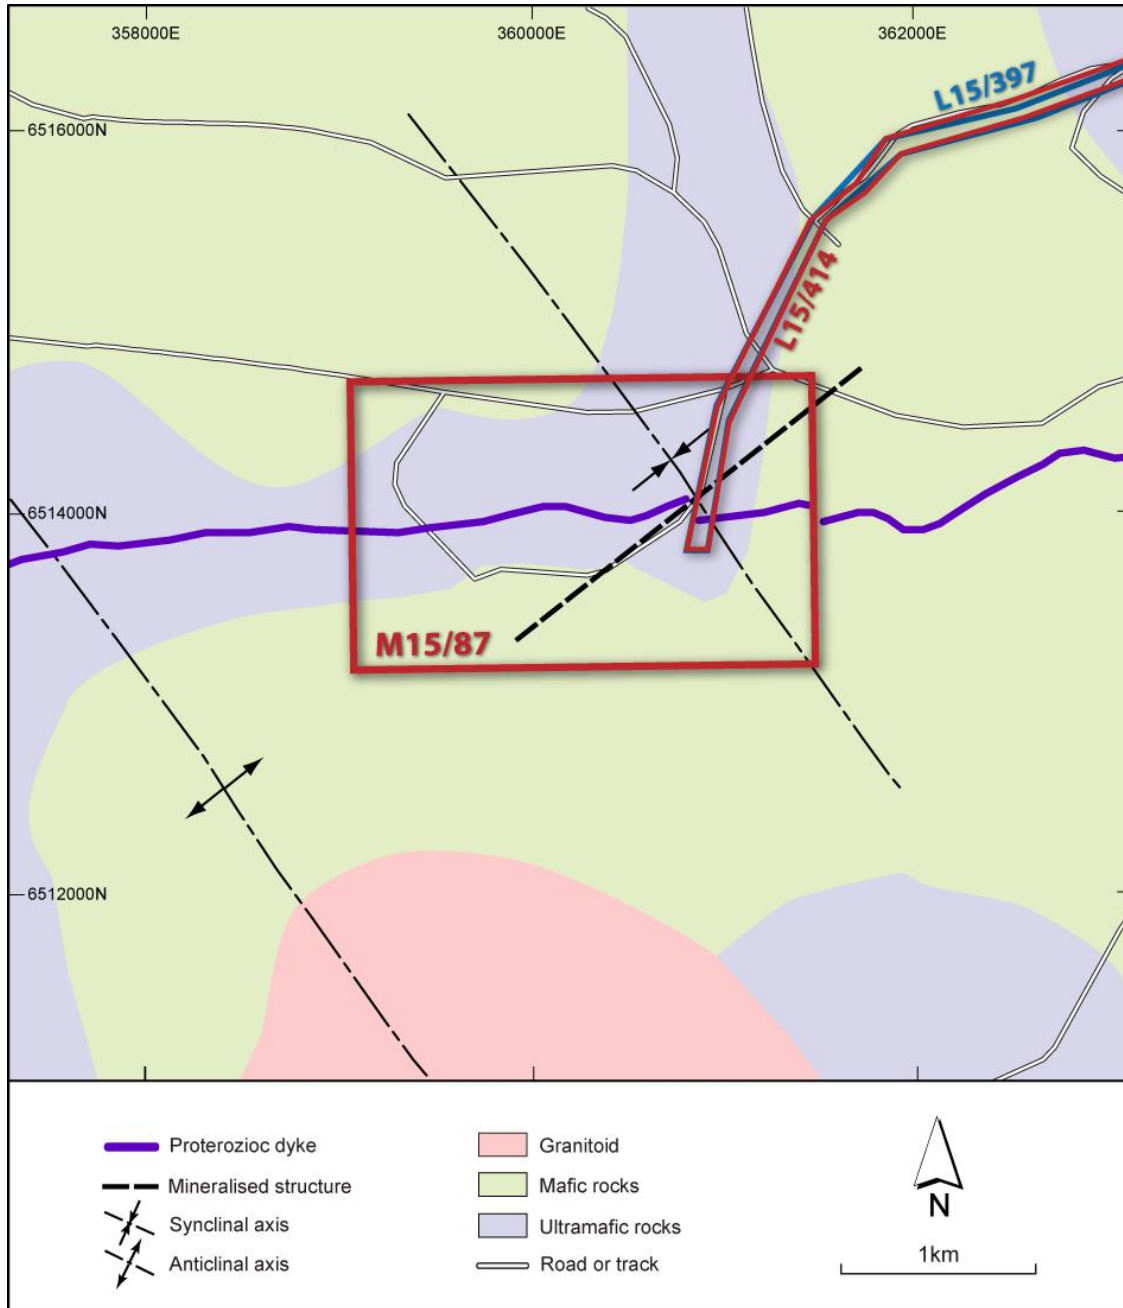 358000E
360000E
362000E
L15/397
6516000N
L15/414
6514000N
M15/87
6512000N
Proterozioc dyke
Mineralised structure
Synclinal axis
Anticlinal axis
Granitoid
Mafic rocks
Ultramafic rocks
Road or track
N
1km